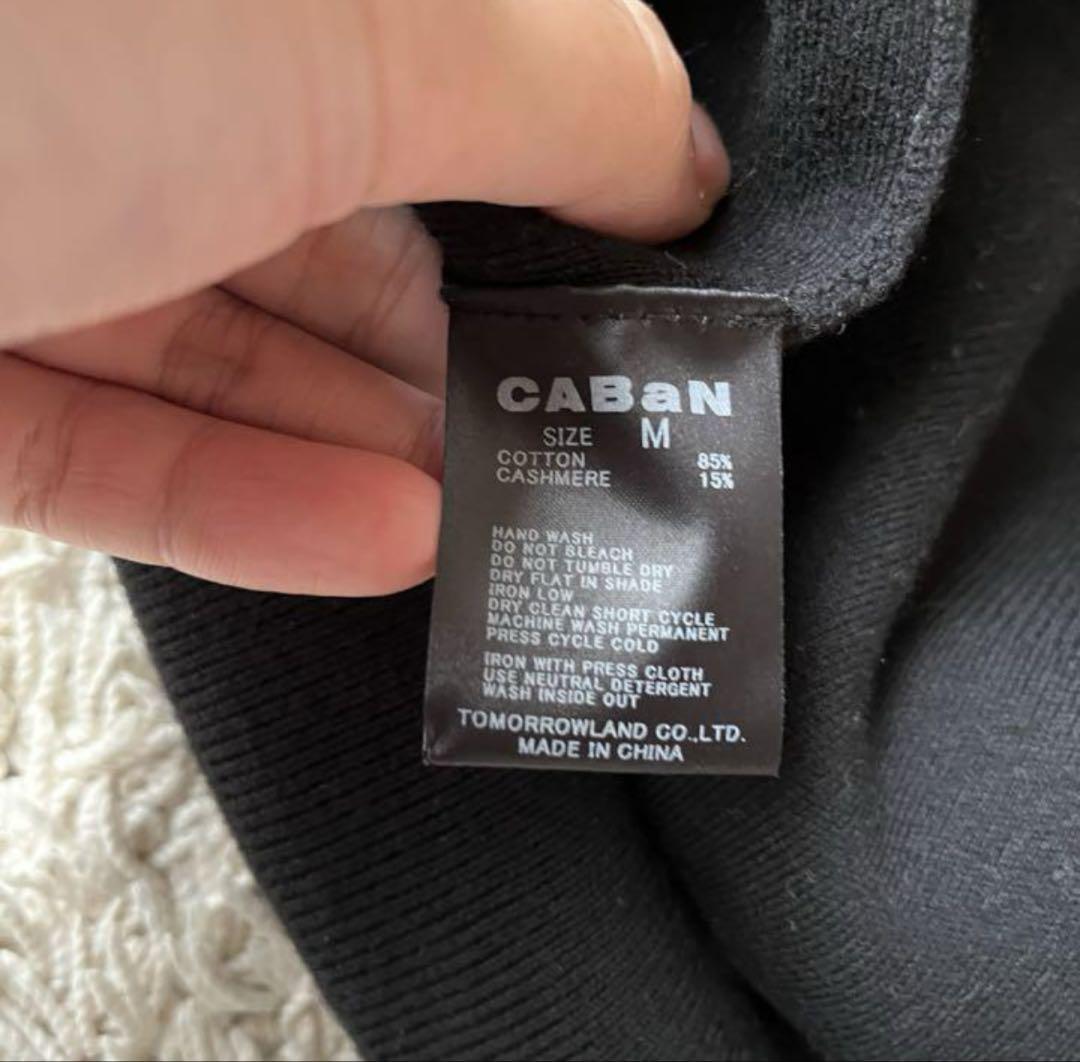 CABaN
SIZE M
COTTON 85%
CASHMERE 15%
HAND WASH
DO NOT BLEACH
DO NOT TUMBLE DRY
DRY FLAT IN SHADE
IRON LOW
DRY CLEAN SHORT CYCLE
MACHINE WASH PERMANENT
PRESS CYCLE COLD
IRON WITH PRESS CLOTH
USE NEUTRAL DETERGENT
WASH INSIDE OUT
TOMORROWLAND CO.,LTD.
MADE IN CHINA